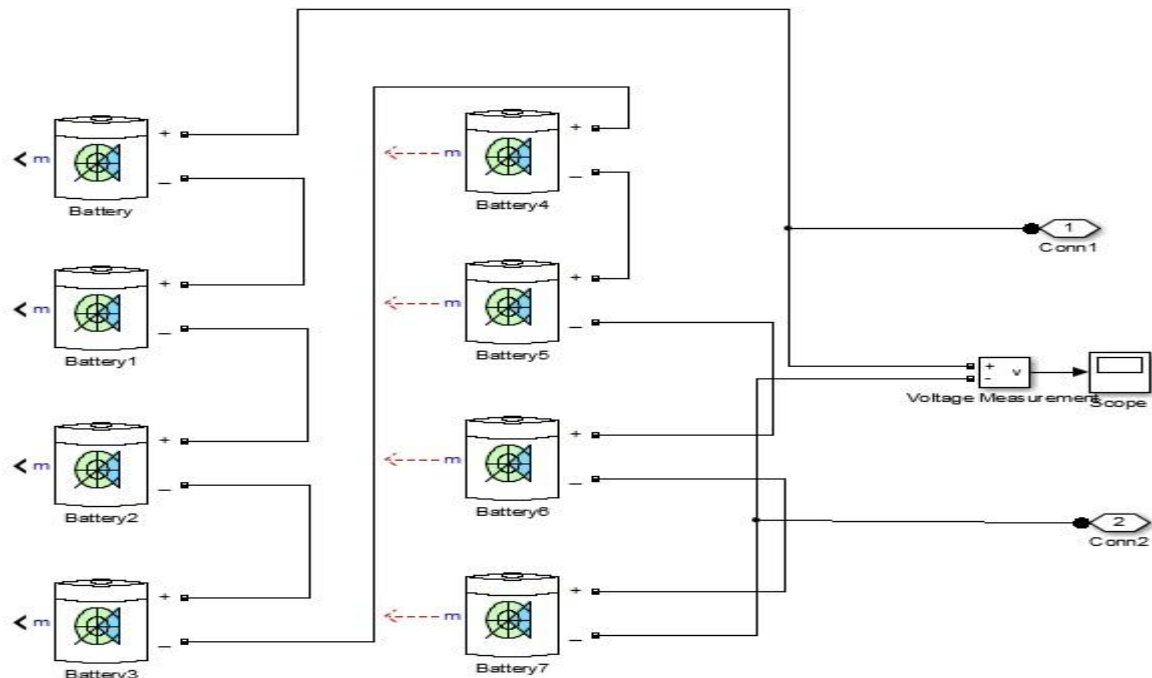 +
m
_
Battery
+
m
_
Battery1
+
m
_
Battery2
+
m
_
Battery3
+
m
_
Battery4
+
m
_
Battery5
+
m
_
Battery6
+
m
_
Battery7
1
Conn1
+
-
v
Voltage Measurement
Scope
2
Conn2